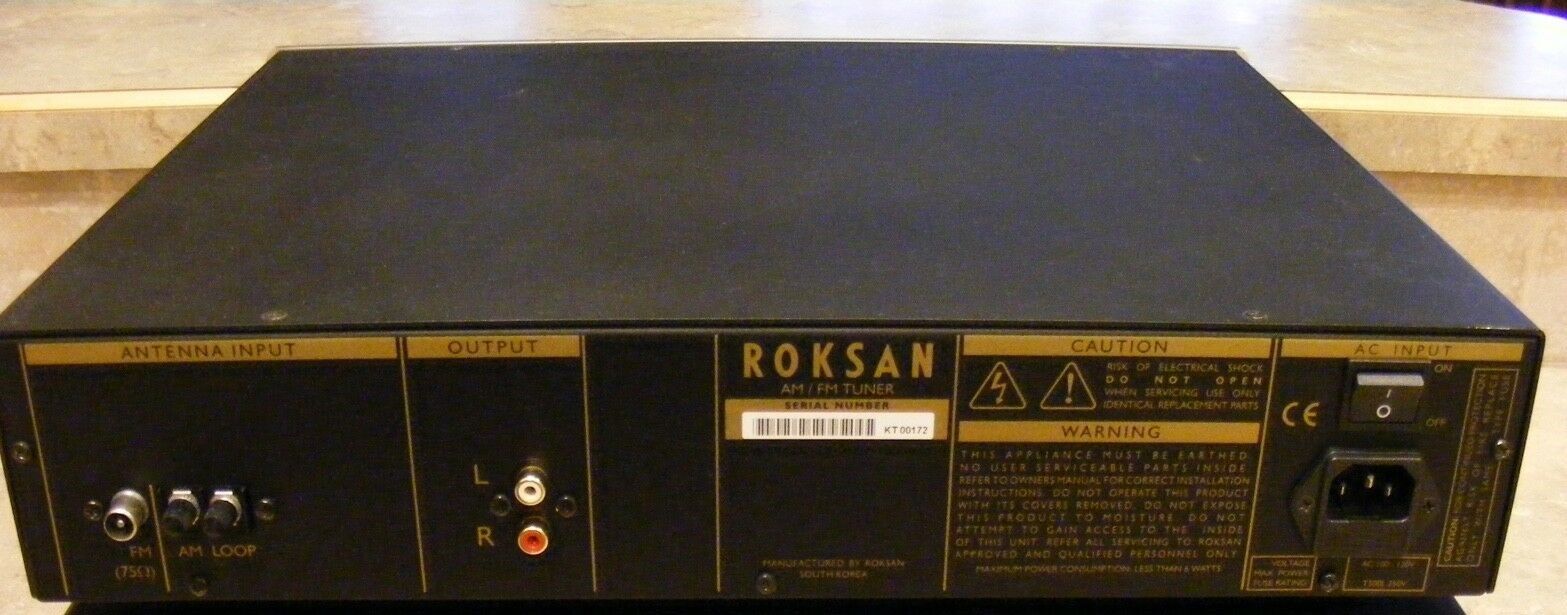 ANTENNA INPUT
FM
(75Ω)
AM LOOP
OUTPUT
L
R
ROKSAN
AM / FM TUNER
SERIAL NUMBER
KT 00172
MANUFACTURED BY ROKSAN
SOUTH KOREA
CAUTION
RISK OF ELECTRICAL SHOCK
DO NOT OPEN
WHEN SERVICING USE ONLY
IDENTICAL REPLACEMENT PARTS
WARNING
THIS APPLIANCE MUST BE EARTHED
NO USER SERVICEABLE PARTS INSIDE
REFER TO OWNERS MANUAL FOR CORRECT INSTALLATION
INSTRUCTIONS. DO NOT OPERATE THIS PRODUCT
WITH ITS COVERS REMOVED. DO NOT EXPOSE
THIS PRODUCT TO MOISTURE. DO NOT
ATTEMPT TO GAIN ACCESS TO THE INSIDE
OF THIS UNIT REFER ALL SERVICING TO ROKSAN
APPROVED AND QUALIFIED PERSONNEL ONLY
MAXIMUM POWER CONSUMPTION: LESS THAN 6 WATTS
AC INPUT
ON
I
O
OFF
CE
CAUTION
VOLTAGE
MAX. POWER
FUSE RATING
250V